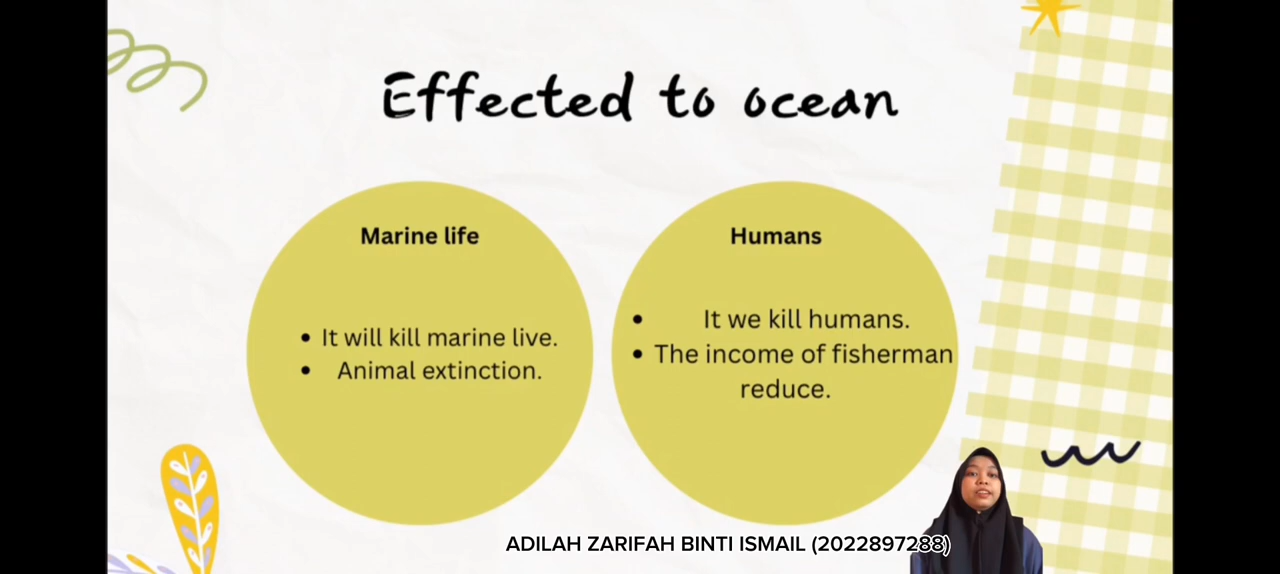 Effected to ocean
Marine life
• It will kill marine live.
• Animal extinction.
Humans
• It we kill humans.
• The income of fisherman
reduce.
ADILAH ZARIFAH BINTI ISMAIL (2022897288)